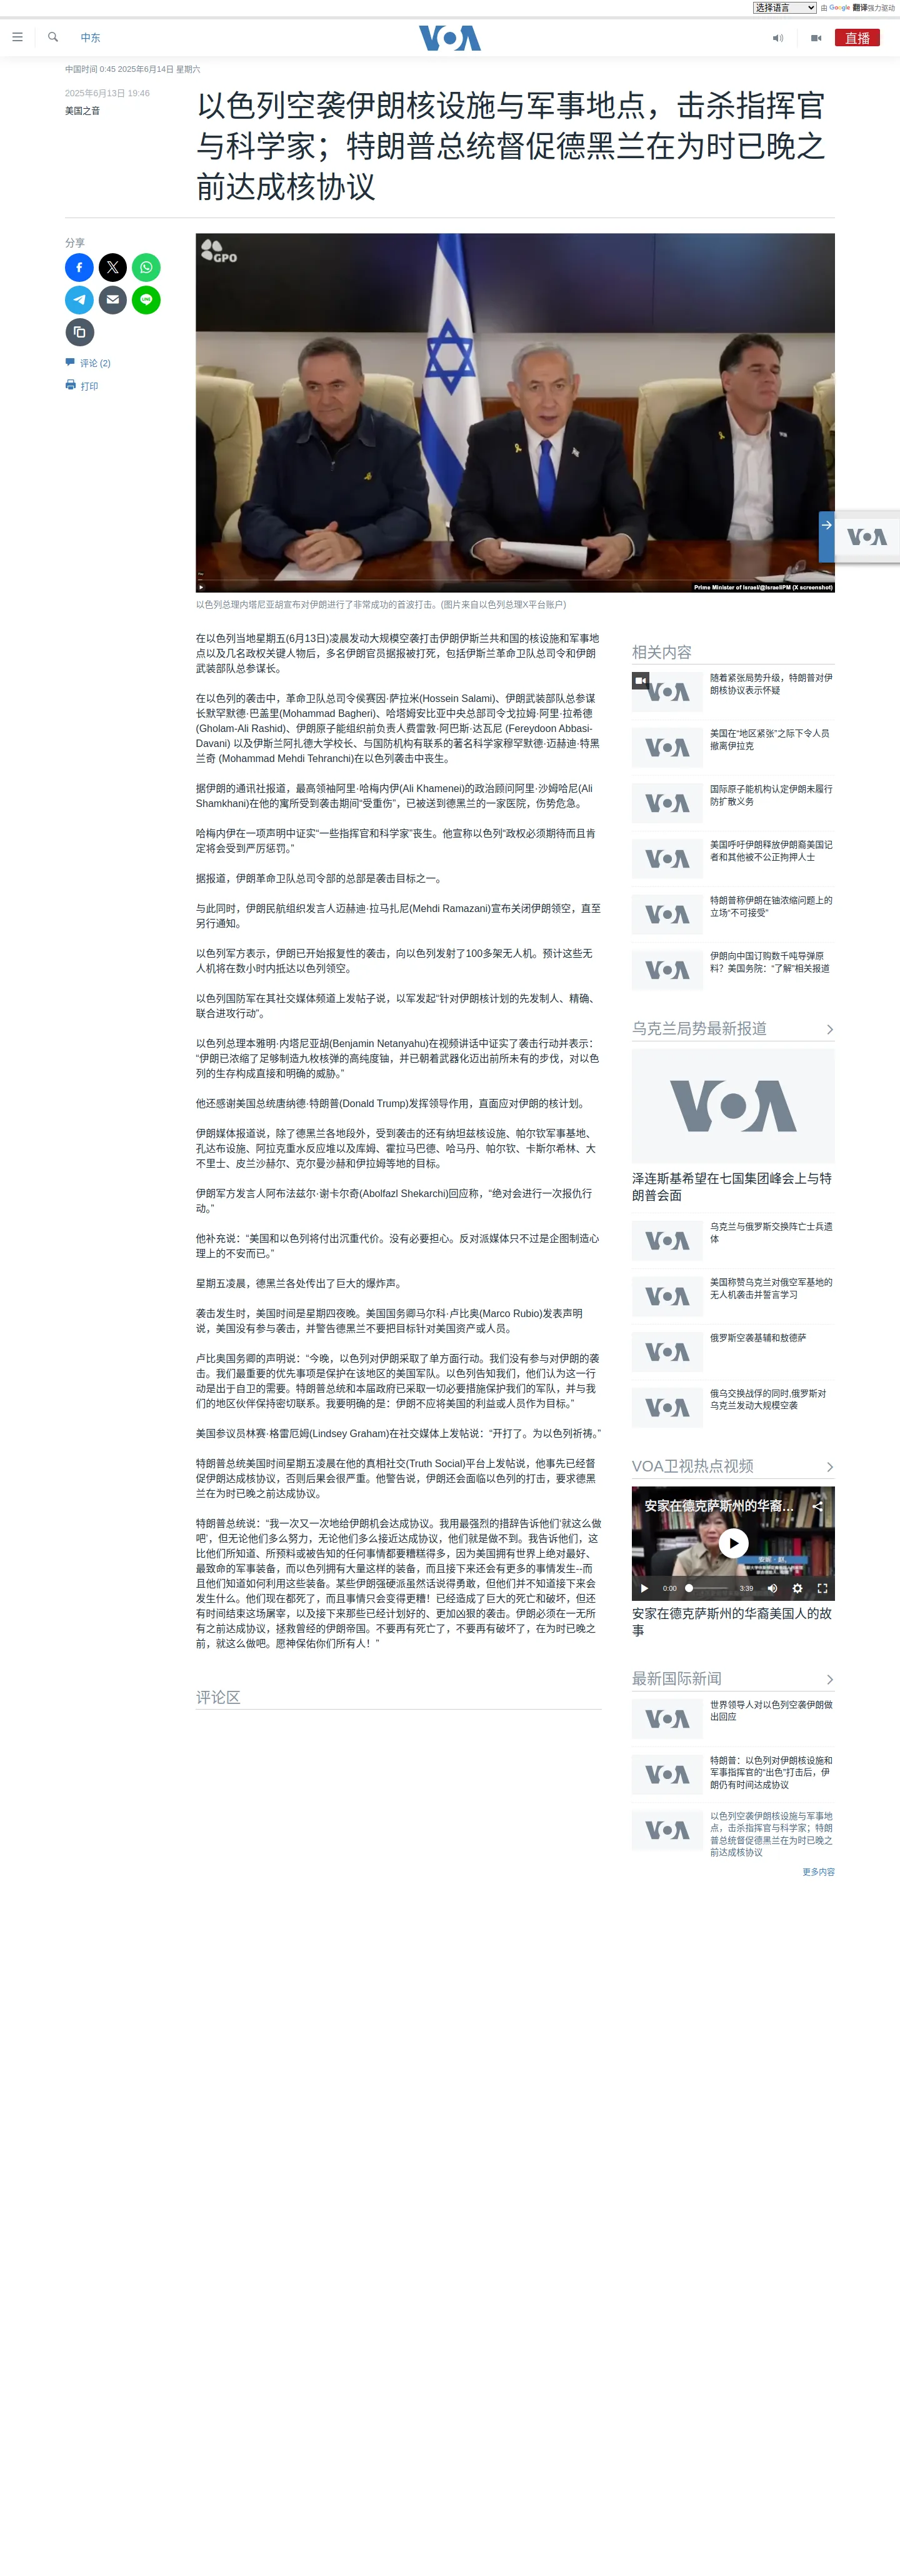 选择语言 由 Google 翻译强力驱动
中东
VOA
直播
中国时间 0:45 2025年6月14日 星期六
2025年6月13日 19:46
美国之音
以色列空袭伊朗核设施与军事地点，击杀指挥官
与科学家；特朗普总统督促德黑兰在为时已晚之
前达成核协议
分享
评论 (2)
打印
GPO
Prime Minister of Israel/@IsraeliPM (X screenshot)
VOA
以色列总理内塔尼亚胡宣布对伊朗进行了非常成功的首波打击。(图片来自以色列总理X平台账户)
在以色列当地星期五(6月13日)凌晨发动大规模空袭打击伊朗伊斯兰共和国的核设施和军事地
点以及几名政权关键人物后，多名伊朗官员据报被打死，包括伊斯兰革命卫队总司令和伊朗
武装部队总参谋长。
在以色列的袭击中，革命卫队总司令侯赛因·萨拉米(Hossein Salami)、伊朗武装部队总参谋
长默罕默德·巴盖里(Mohammad Bagheri)、哈塔姆安比亚中央总部司令戈拉姆·阿里·拉希德
(Gholam-Ali Rashid)、伊朗原子能组织前负责人费雷敦·阿巴斯·达瓦尼 (Fereydoon Abbasi-
Davani) 以及伊斯兰阿扎德大学校长、与国防机构有联系的著名科学家穆罕默德·迈赫迪·特黑
兰奇 (Mohammad Mehdi Tehranchi)在以色列袭击中丧生。
据伊朗的通讯社报道，最高领袖阿里·哈梅内伊(Ali Khamenei)的政治顾问阿里·沙姆哈尼(Ali
Shamkhani)在他的寓所受到袭击期间“受重伤”，已被送到德黑兰的一家医院，伤势危急。
哈梅内伊在一项声明中证实“一些指挥官和科学家”丧生。他宣称以色列“政权必须期待而且肯
定将会受到严厉惩罚。”
据报道，伊朗革命卫队总司令部的总部是袭击目标之一。
与此同时，伊朗民航组织发言人迈赫迪·拉马扎尼(Mehdi Ramazani)宣布关闭伊朗领空，直至
另行通知。
以色列军方表示，伊朗已开始报复性的袭击，向以色列发射了100多架无人机。预计这些无
人机将在数小时内抵达以色列领空。
以色列国防军在其社交媒体频道上发帖子说，以军发起“针对伊朗核计划的先发制人、精确、
联合进攻行动”。
以色列总理本雅明·内塔尼亚胡(Benjamin Netanyahu)在视频讲话中证实了袭击行动并表示：
“伊朗已浓缩了足够制造九枚核弹的高纯度铀，并已朝着武器化迈出前所未有的步伐，对以色
列的生存构成直接和明确的威胁。”
他还感谢美国总统唐纳德·特朗普(Donald Trump)发挥领导作用，直面应对伊朗的核计划。
伊朗媒体报道说，除了德黑兰各地段外，受到袭击的还有纳坦兹核设施、帕尔钦军事基地、
孔达布设施、阿拉克重水反应堆以及库姆、霍拉马巴德、哈马丹、帕尔钦、卡斯尔希林、大
不里士、皮兰沙赫尔、克尔曼沙赫和伊拉姆等地的目标。
伊朗军方发言人阿布法兹尔·谢卡尔奇(Abolfazl Shekarchi)回应称，“绝对会进行一次报仇行
动。”
他补充说：“美国和以色列将付出沉重代价。没有必要担心。反对派媒体只不过是企图制造心
理上的不安而已。”
星期五凌晨，德黑兰各处传出了巨大的爆炸声。
袭击发生时，美国时间是星期四夜晚。美国国务卿马尔科·卢比奥(Marco Rubio)发表声明
说，美国没有参与袭击，并警告德黑兰不要把目标针对美国资产或人员。
卢比奥国务卿的声明说：“今晚，以色列对伊朗采取了单方面行动。我们没有参与对伊朗的袭
击。我们最重要的优先事项是保护在该地区的美国军队。以色列告知我们，他们认为这一行
动是出于自卫的需要。特朗普总统和本届政府已采取一切必要措施保护我们的军队，并与我
们的地区伙伴保持密切联系。我要明确的是：伊朗不应将美国的利益或人员作为目标。”
美国参议员林赛·格雷厄姆(Lindsey Graham)在社交媒体上发帖说：“开打了。为以色列祈祷。”
特朗普总统美国时间星期五凌晨在他的真相社交(Truth Social)平台上发帖说，他事先已经督
促伊朗达成核协议，否则后果会很严重。他警告说，伊朗还会面临以色列的打击，要求德黑
兰在为时已晚之前达成协议。
特朗普总统说：“我一次又一次地给伊朗机会达成协议。我用最强烈的措辞告诉他们‘就这么做
吧’，但无论他们多么努力，无论他们多么接近达成协议，他们就是做不到。我告诉他们，这
比他们所知道、所预料或被告知的任何事情都要糟糕得多，因为美国拥有世界上绝对最好、
最致命的军事装备，而以色列拥有大量这样的装备，而且接下来还会有更多的事情发生--而
且他们知道如何利用这些装备。某些伊朗强硬派虽然话说得勇敢，但他们并不知道接下来会
发生什么。他们现在都死了，而且事情只会变得更糟！已经造成了巨大的死亡和破坏，但还
有时间结束这场屠宰，以及接下来那些已经计划好的、更加凶狠的袭击。伊朗必须在一无所
有之前达成协议，拯救曾经的伊朗帝国。不要再有死亡了，不要再有破坏了，在为时已晚之
前，就这么做吧。愿神保佑你们所有人！”
评论区
相关内容
VOA
随着紧张局势升级，特朗普对伊
朗核协议表示怀疑
VOA
美国在“地区紧张”之际下令人员
撤离伊拉克
VOA
国际原子能机构认定伊朗未履行
防扩散义务
VOA
美国呼吁伊朗释放伊朗裔美国记
者和其他被不公正拘押人士
VOA
特朗普称伊朗在铀浓缩问题上的
立场“不可接受”
VOA
伊朗向中国订购数千吨导弹原
料？美国务院：“了解”相关报道
乌克兰局势最新报道
VOA
泽连斯基希望在七国集团峰会上与特
朗普会面
VOA
乌克兰与俄罗斯交换阵亡士兵遗
体
VOA
美国称赞乌克兰对俄空军基地的
无人机袭击并誓言学习
VOA
俄罗斯空袭基辅和敖德萨
VOA
俄乌交换战俘的同时,俄罗斯对
乌克兰发动大规模空袭
VOA卫视热点视频
安家在德克萨斯州的华裔...
0:00
3:39
安家在德克萨斯州的华裔美国人的故
事
最新国际新闻
VOA
世界领导人对以色列空袭伊朗做
出回应
VOA
特朗普：以色列对伊朗核设施和
军事指挥官的“出色”打击后，伊
朗仍有时间达成协议
VOA
以色列空袭伊朗核设施与军事地
点，击杀指挥官与科学家；特朗
普总统督促德黑兰在为时已晚之
前达成核协议
更多内容